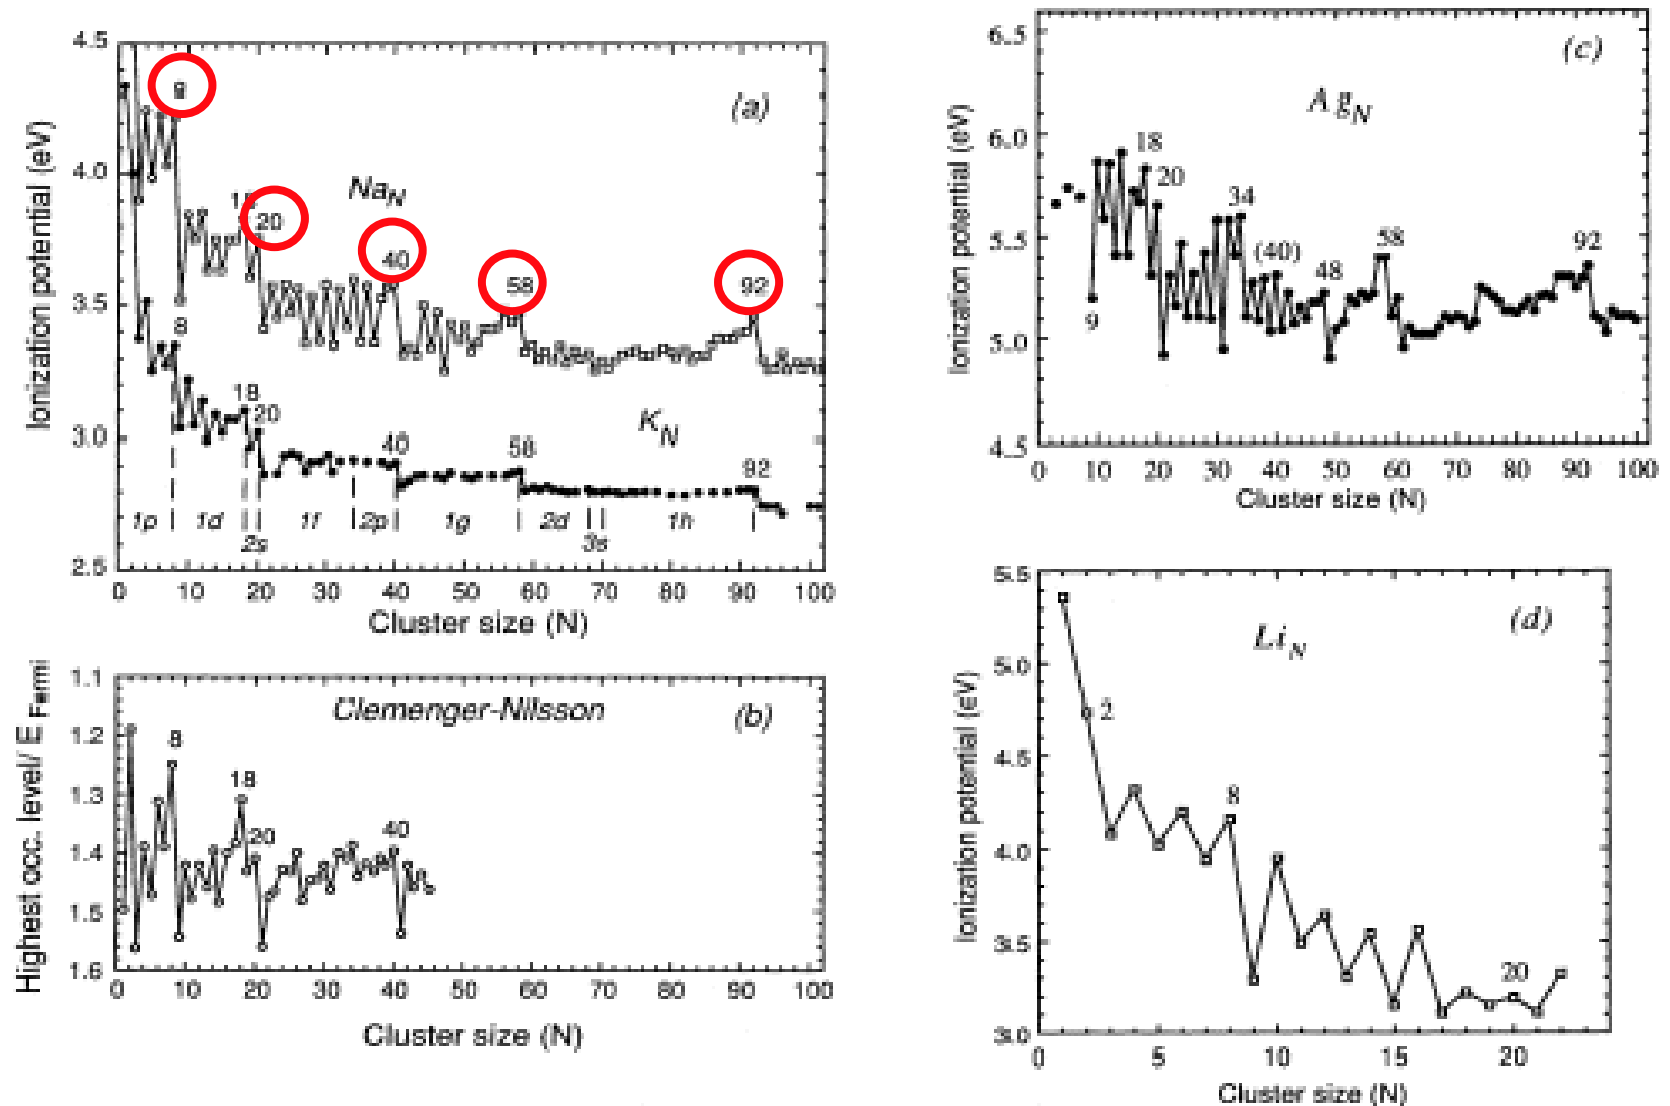 (a)
Ionization potential (eV)
4.5
4.0
3.5
3.0
2.5
8
Na_N
20
40
58
92
8
18
20
K_N
40
58
92
1p
1d
2s
1f
2p
1g
2d
3s
1h
0 10 20 30 40 50 60 70 80 90 100
Cluster size (N)
(b)
Clemenger-Nilsson
Highest occ. level/ E Fermi
1.1
1.2
1.3
1.4
1.5
1.6
8
18
20
40
0 10 20 30 40 50 60 70 80 90 100
Cluster size (N)
(c)
Ag_N
Ionization potential (eV)
6.5
6.0
5.5
5.0
4.5
9
18
20
34
(40)
48
58
92
0 10 20 30 40 50 60 70 80 90 100
Cluster size (N)
(d)
Li_N
Ionization potential (eV)
5.5
5.0
4.5
4.0
3.5
3.0
2
8
20
0 5 10 15 20
Cluster size (N)